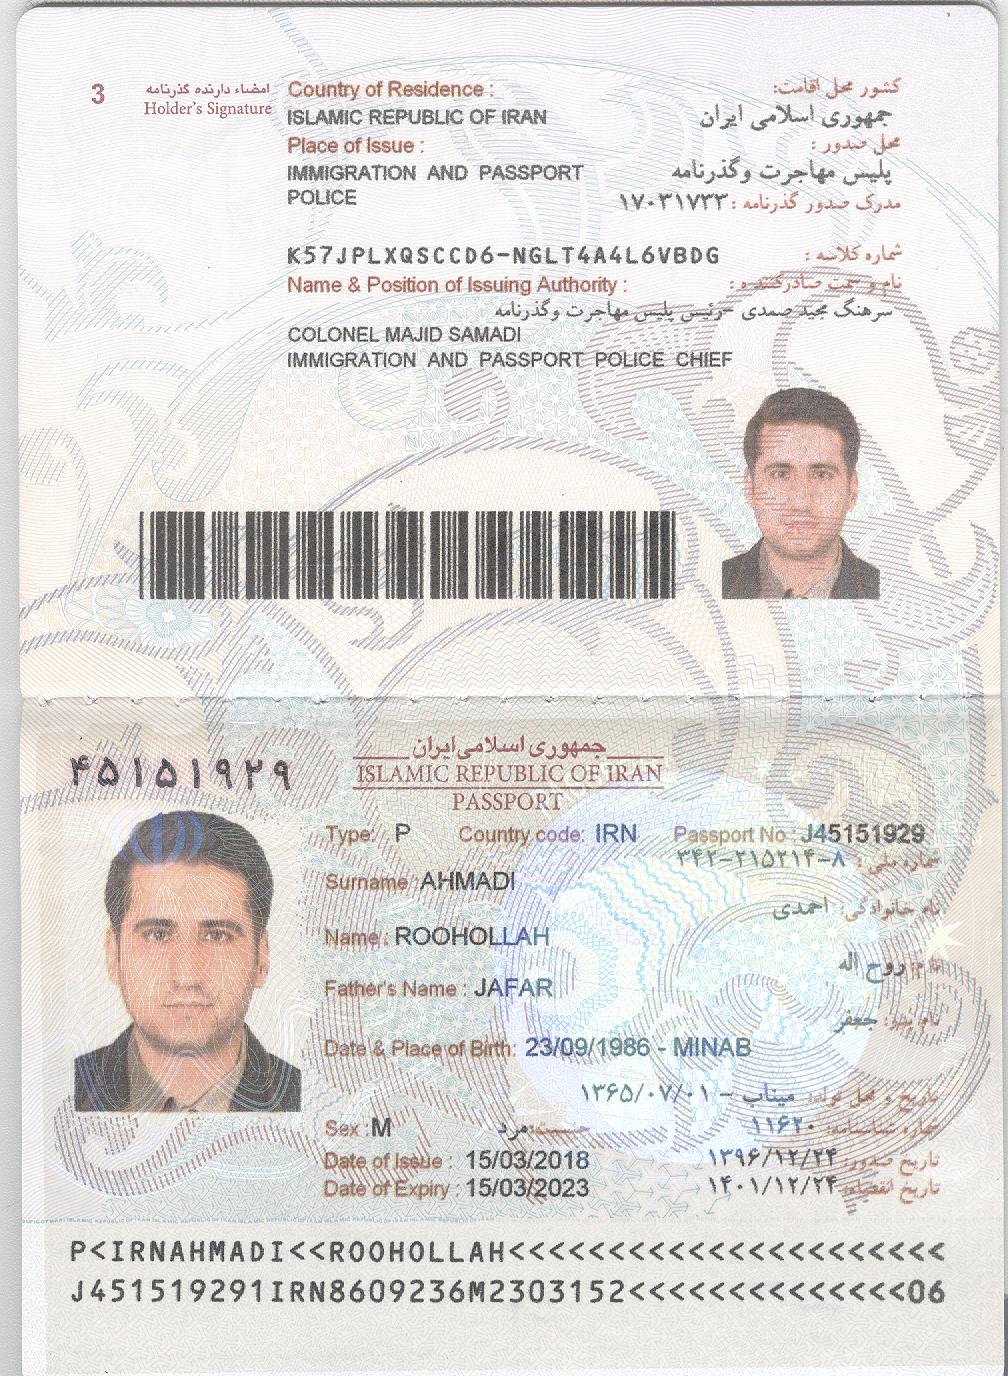 3
امضاء دارنده گذرنامه
Holder's Signature
Country of Residence :
کشور محل اقامت:
ISLAMIC REPUBLIC OF IRAN
جمهوری اسلامی ایران
Place of Issue :
محل صدور :
IMMIGRATION AND PASSPORT POLICE
پلیس مهاجرت وگذرنامه
مدرک صدور گذرنامه : ۱۷۰۳۱۷۳۳
K57JPLXQSCCD6-NGLT4A4L6VBDG
شماره کلاسه :
Name & Position of Issuing Authority :
نام و سمت صادرکننده :
سرهنگ مجید صمدی -رئیس پلیس مهاجرت وگذرنامه
COLONEL MAJID SAMADI
IMMIGRATION AND PASSPORT POLICE CHIEF
۴۵۱۵۱۹۲۹
جمهوری اسلامی ایران
ISLAMIC REPUBLIC OF IRAN
PASSPORT
Type: P Country code: IRN Passport No : J45151929
شماره ملی : ۳۴۲-۲۱۵۲۱۴-۸
Surname : AHMADI
نام خانوادگی: احمدی
Name : ROOHOLLAH
نام: روح اله
Father's Name : JAFAR
نام پدر: جعفر
Date & Place of Birth: 23/09/1986 - MINAB
تاریخ و محل تولد: میناب - ۱۳۶۵/۰۷/۰۱
Sex : M
جنسیت: مرد
شماره شناسنامه: ۱۱۶۲۰
Date of Issue : 15/03/2018
تاریخ صدور: ۱۳۹۶/۱۲/۲۴
Date of Expiry : 15/03/2023
تاریخ انقضاء: ۱۴۰۱/۱۲/۲۴
P<IRNAHMADI<<ROOHOLLAH<<<<<<<<<<<<<<<<<<<<<<
J451519291IRN8609236M2303152<<<<<<<<<<<<<<06